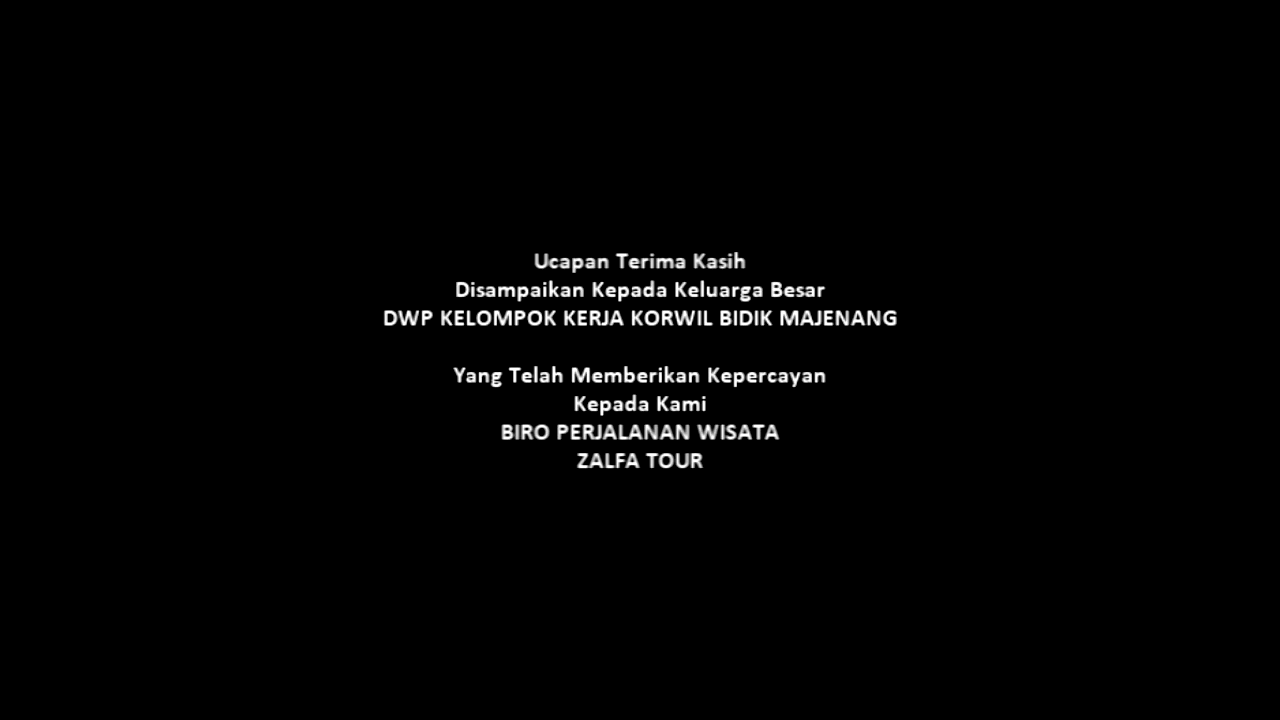 Ucapan Terima Kasih
Disampaikan Kepada Keluarga Besar
DWP KELOMPOK KERJA KORWIL BIDIK MAJENANG
Yang Telah Memberikan Kepercayan
Kepada Kami
BIRO PERJALANAN WISATA
ZALFA TOUR